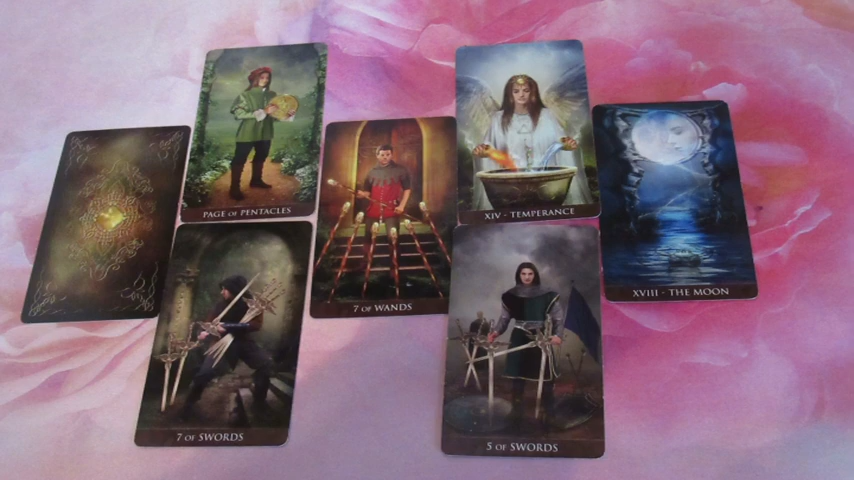 PAGE OF PENTACLES
XIV - TEMPERANCE
7 OF WANDS
XVIII - THE MOON
7 OF SWORDS
5 OF SWORDS